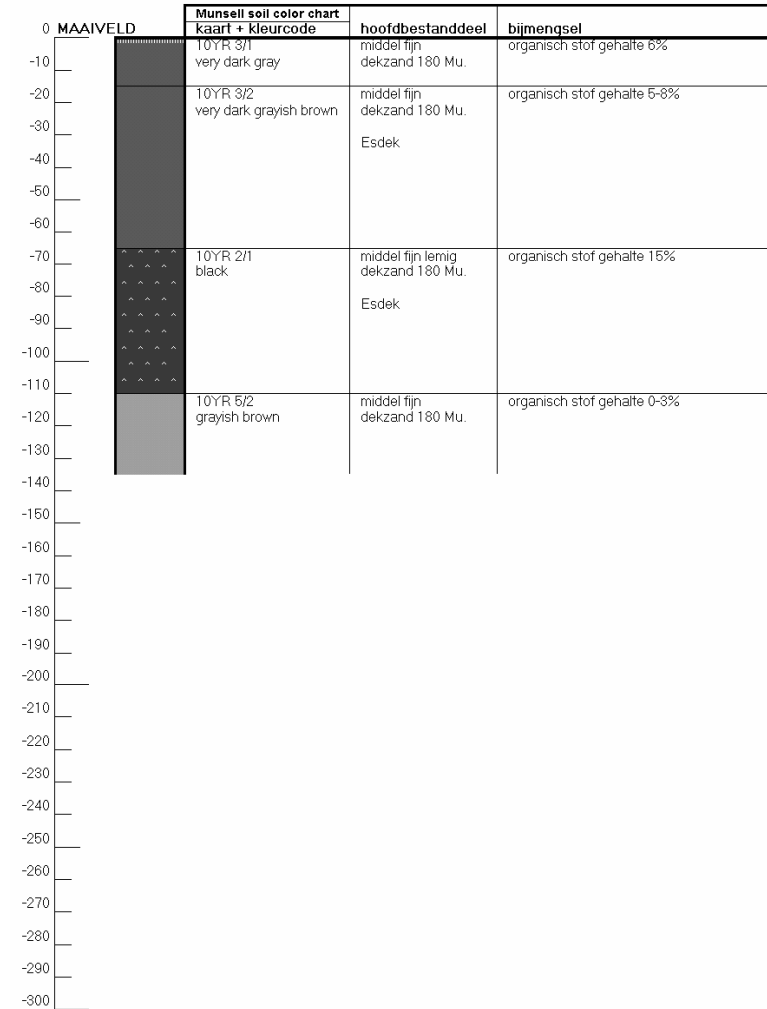 Munsell soil color chart
0 MAAIVELD kaart + kleurcode hoofdbestanddeel bijmengsel
10YR 3/1 middel fijn organisch stof gehalte 6%
-10 very dark gray dekzand 180 Mu.
-20 10YR 3/2 middel fijn organisch stof gehalte 5-8%
very dark grayish brown dekzand 180 Mu.
-30
Esdek
-40
-50
-60
-70 10YR 2/1 middel fijn lemig organisch stof gehalte 15%
black dekzand 180 Mu.
-80
Esdek
-90
-100
-110
10YR 5/2 middel fijn organisch stof gehalte 0-3%
-120 grayish brown dekzand 180 Mu.
-130
-140
-150
-160
-170
-180
-190
-200
-210
-220
-230
-240
-250
-260
-270
-280
-290
-300